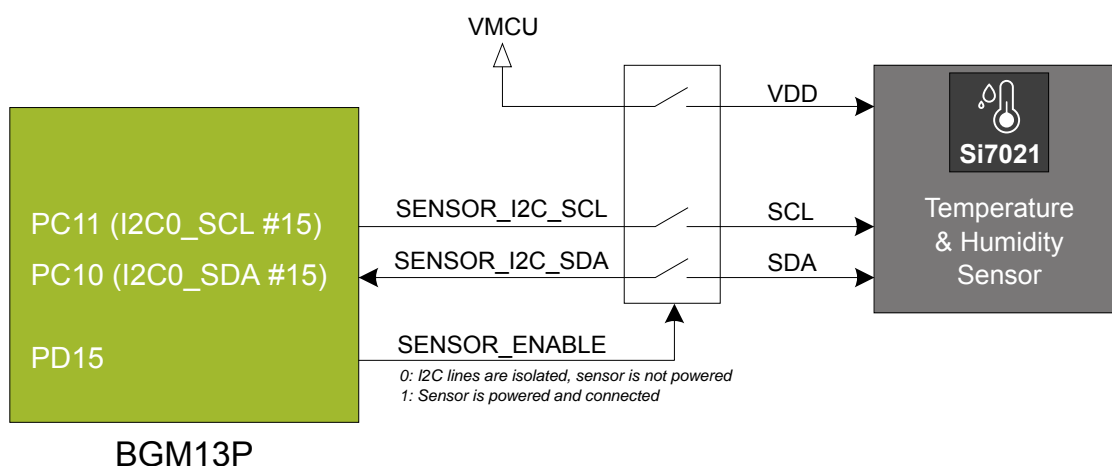 VMCU
VDD
Si7021
PC11 (I2C0_SCL #15)
SENSOR_I2C_SCL
SCL
Temperature
& Humidity
Sensor
PC10 (I2C0_SDA #15)
SENSOR_I2C_SDA
SDA
PD15
SENSOR_ENABLE
0: I2C lines are isolated, sensor is not powered
1: Sensor is powered and connected
BGM13P